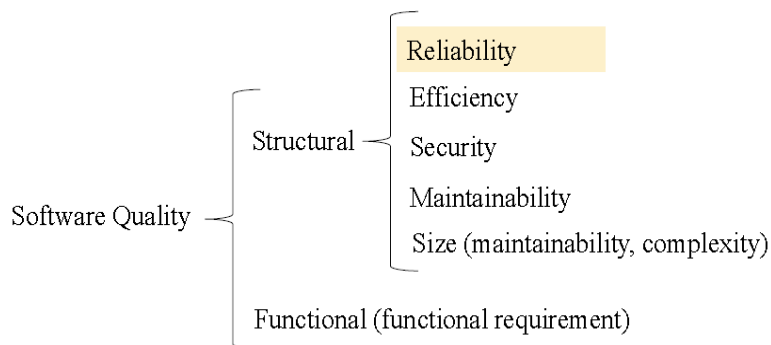 Reliability
Efficiency
Structural
Security
Maintainability
Software Quality
Size (maintainability, complexity)
Functional (functional requirement)